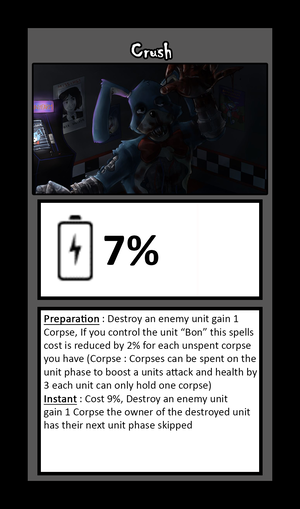 Crush
7%
Preparation : Destroy an enemy unit gain 1
Corpse, If you control the unit “Bon” this spells
cost is reduced by 2% for each unspent corpse
you have (Corpse : Corpses can be spent on the
unit phase to boost a units attack and health by
3 each unit can only hold one corpse)
Instant : Cost 9%, Destroy an enemy unit
gain 1 Corpse the owner of the destroyed unit
has their next unit phase skipped